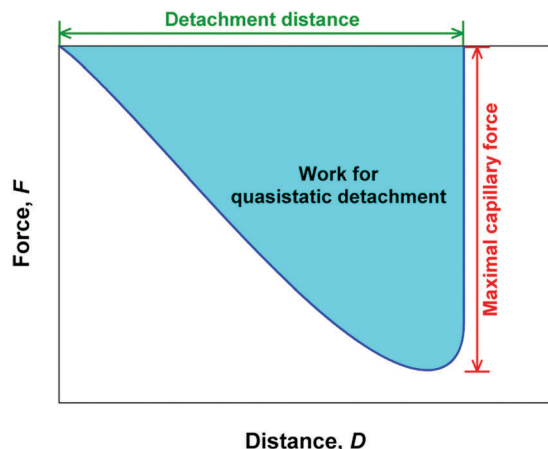 Detachment distance
Work for
quasistatic detachment
Maximal capillary force
Force, F
Distance, D